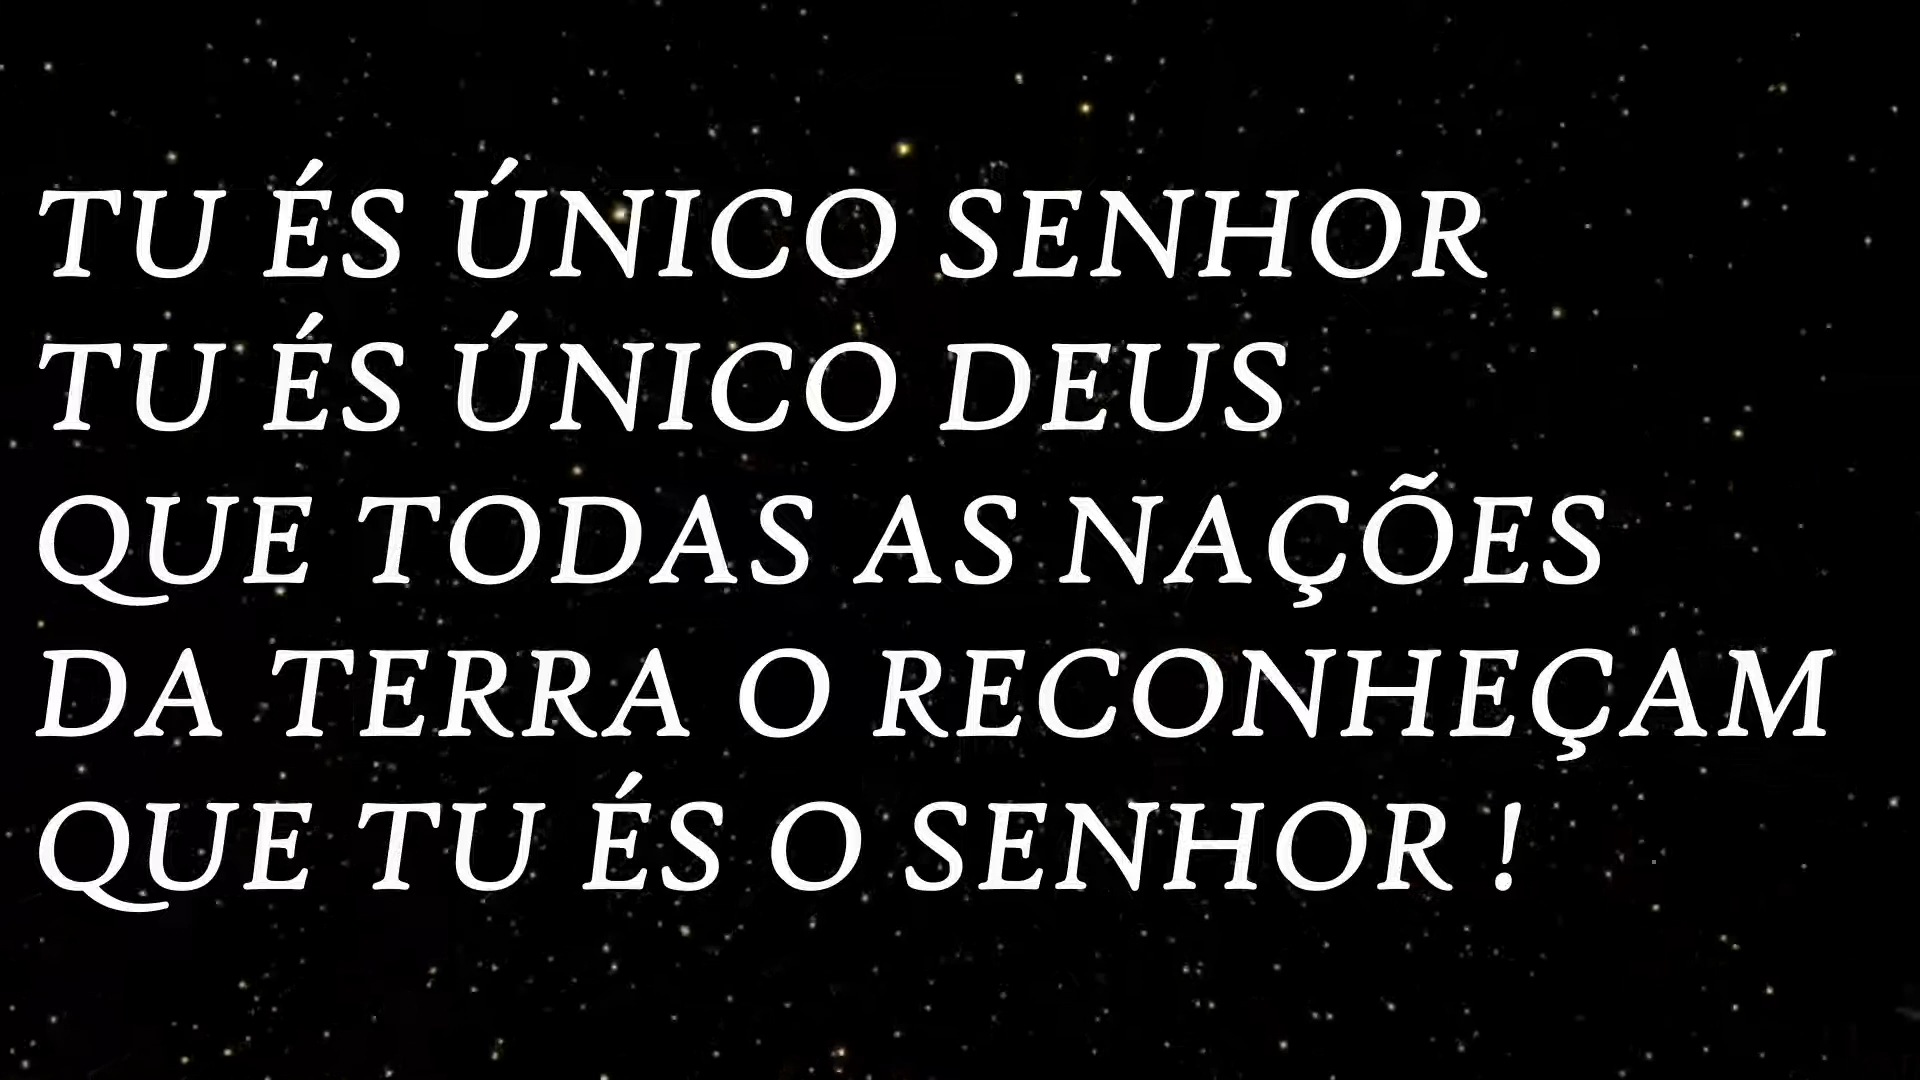 TU ÉS ÚNICO SENHOR
TU ÉS ÚNICO DEUS
QUE TODAS AS NAÇÕES
DA TERRA O RECONHEÇAM
QUE TU ÉS O SENHOR !